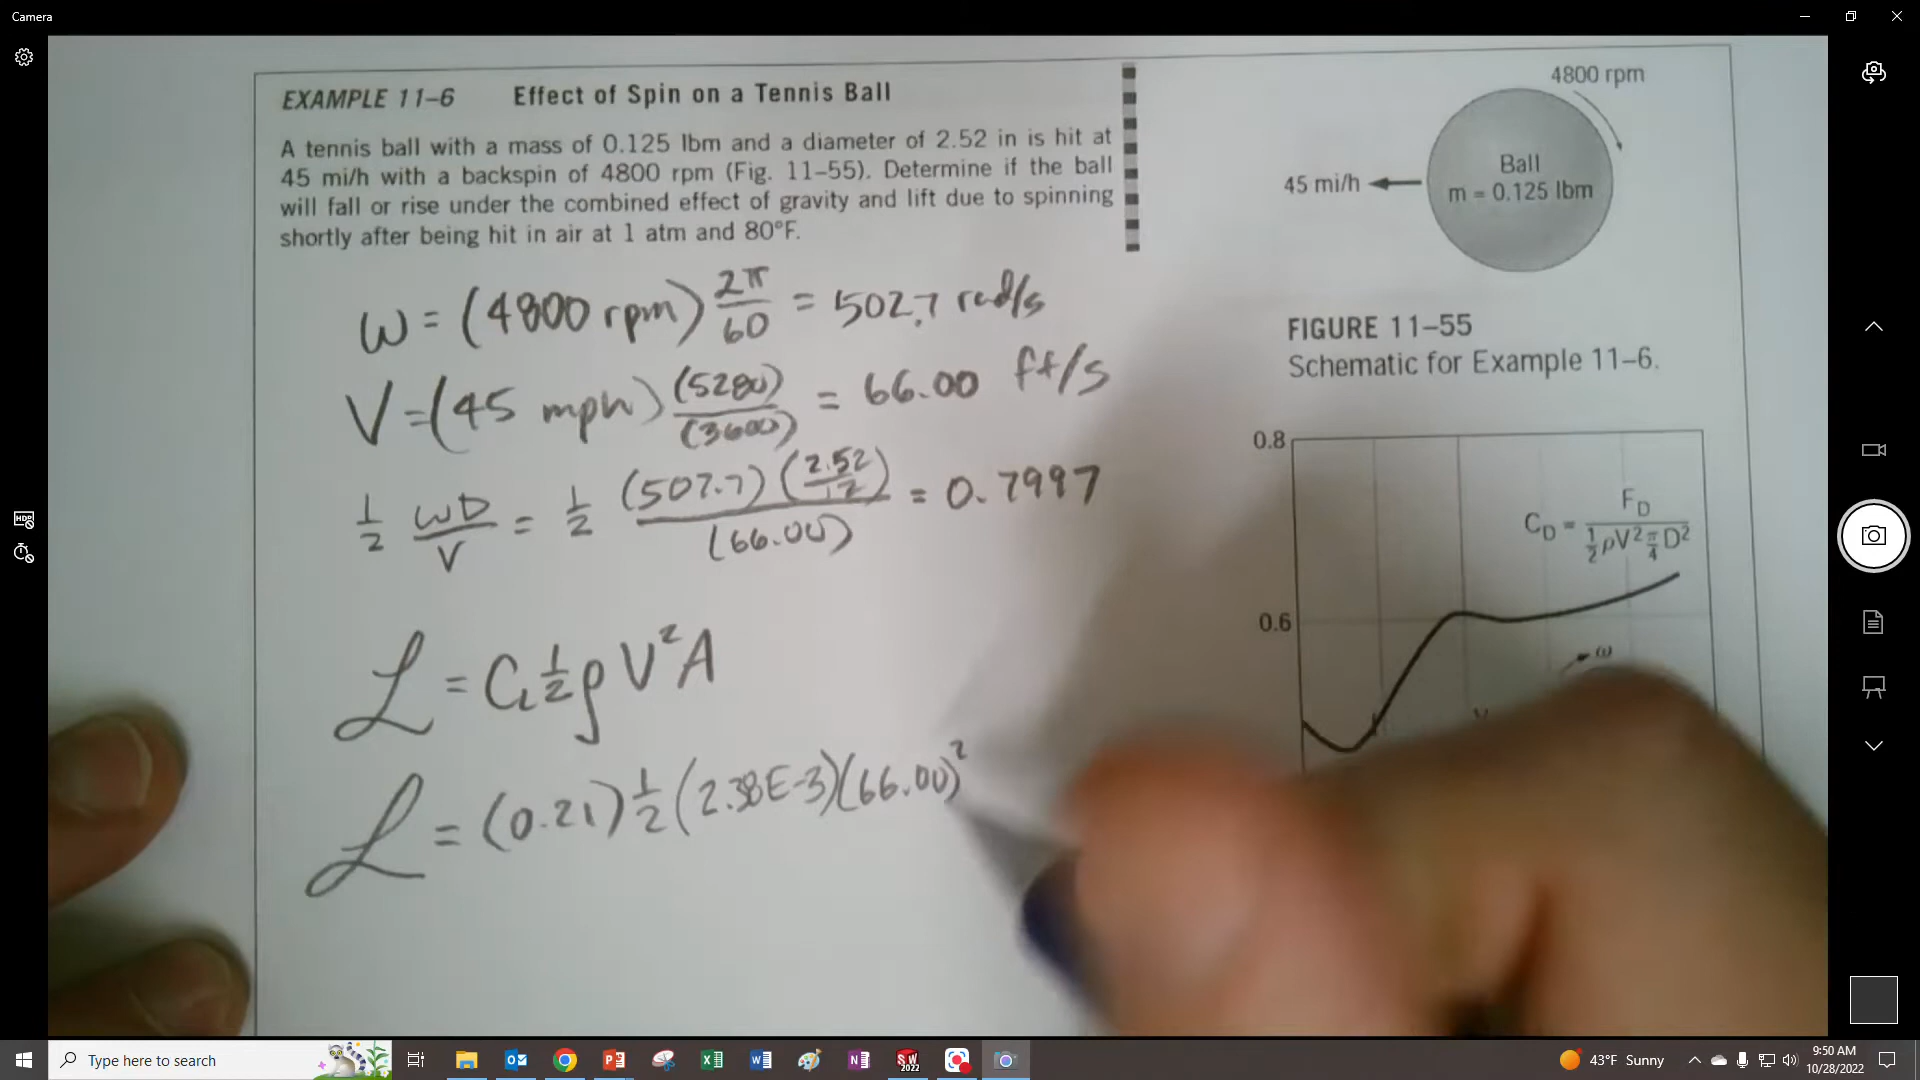 Camera
EXAMPLE 11–6 Effect of Spin on a Tennis Ball
A tennis ball with a mass of 0.125 lbm and a diameter of 2.52 in is hit at
45 mi/h with a backspin of 4800 rpm (Fig. 11–55). Determine if the ball
will fall or rise under the combined effect of gravity and lift due to spinning
shortly after being hit in air at 1 atm and 80°F.
ω = (4800 rpm) 2π/60 = 502.7 rad/s
V = (45 mph) (5280)/(3600) = 66.00 ft/s
1/2 ωD/V = 1/2 (502.7)(2.52/12)/(66.00) = 0.7997
ℒ = C_L 1/2 ρ V² A
ℒ = (0.21) 1/2 (2.38E-3)(66.00)²
4800 rpm
45 mi/h
Ball
m = 0.125 lbm
FIGURE 11–55
Schematic for Example 11–6.
0.8
C_D = F_D / (1/2 ρV² π/4 D²)
0.6
ω
HDR
Type here to search
SW
2022
43°F Sunny
9:50 AM
10/28/2022